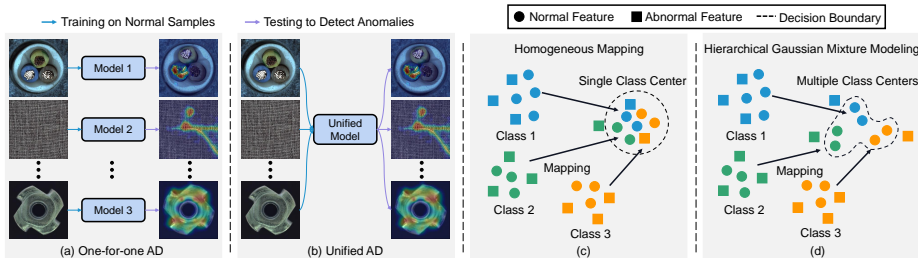 Training on Normal Samples
Testing to Detect Anomalies
Normal Feature
Abnormal Feature
Decision Boundary
Model 1
Model 2
Model 3
(a) One-for-one AD
Unified
Model
(b) Unified AD
Homogeneous Mapping
Single Class Center
Class 1
Mapping
Class 2
Class 3
(c)
Hierarchical Gaussian Mixture Modeling
Multiple Class Centers
Class 1
Mapping
Class 2
Class 3
(d)